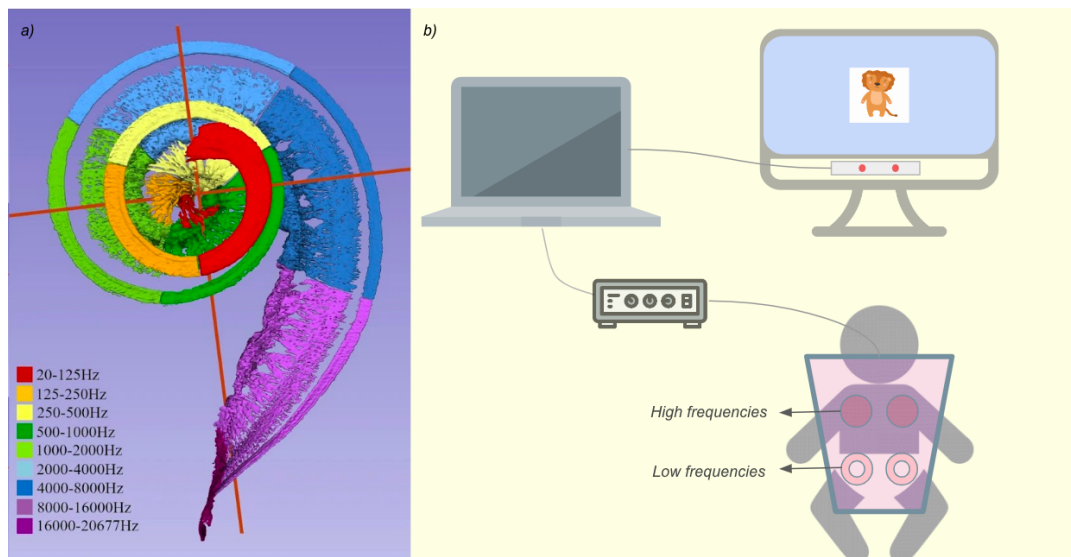 a)
20-125Hz
125-250Hz
250-500Hz
500-1000Hz
1000-2000Hz
2000-4000Hz
4000-8000Hz
8000-16000Hz
16000-20677Hz
b)
High frequencies
Low frequencies